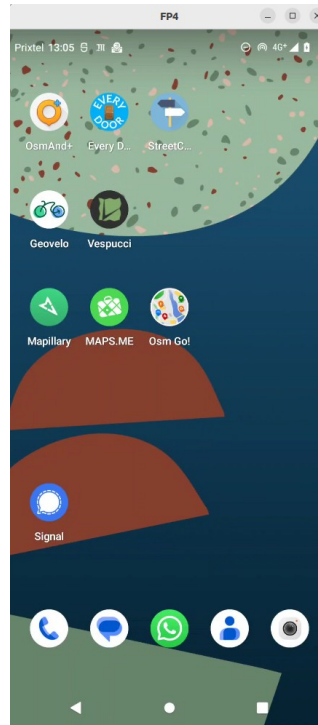 FP4
Prixtel 13:05
4G+
EVERY
DOOR
OsmAnd+ Every D... StreetC...
Geovelo Vespucci
Mapillary MAPS.ME Osm Go!
Signal